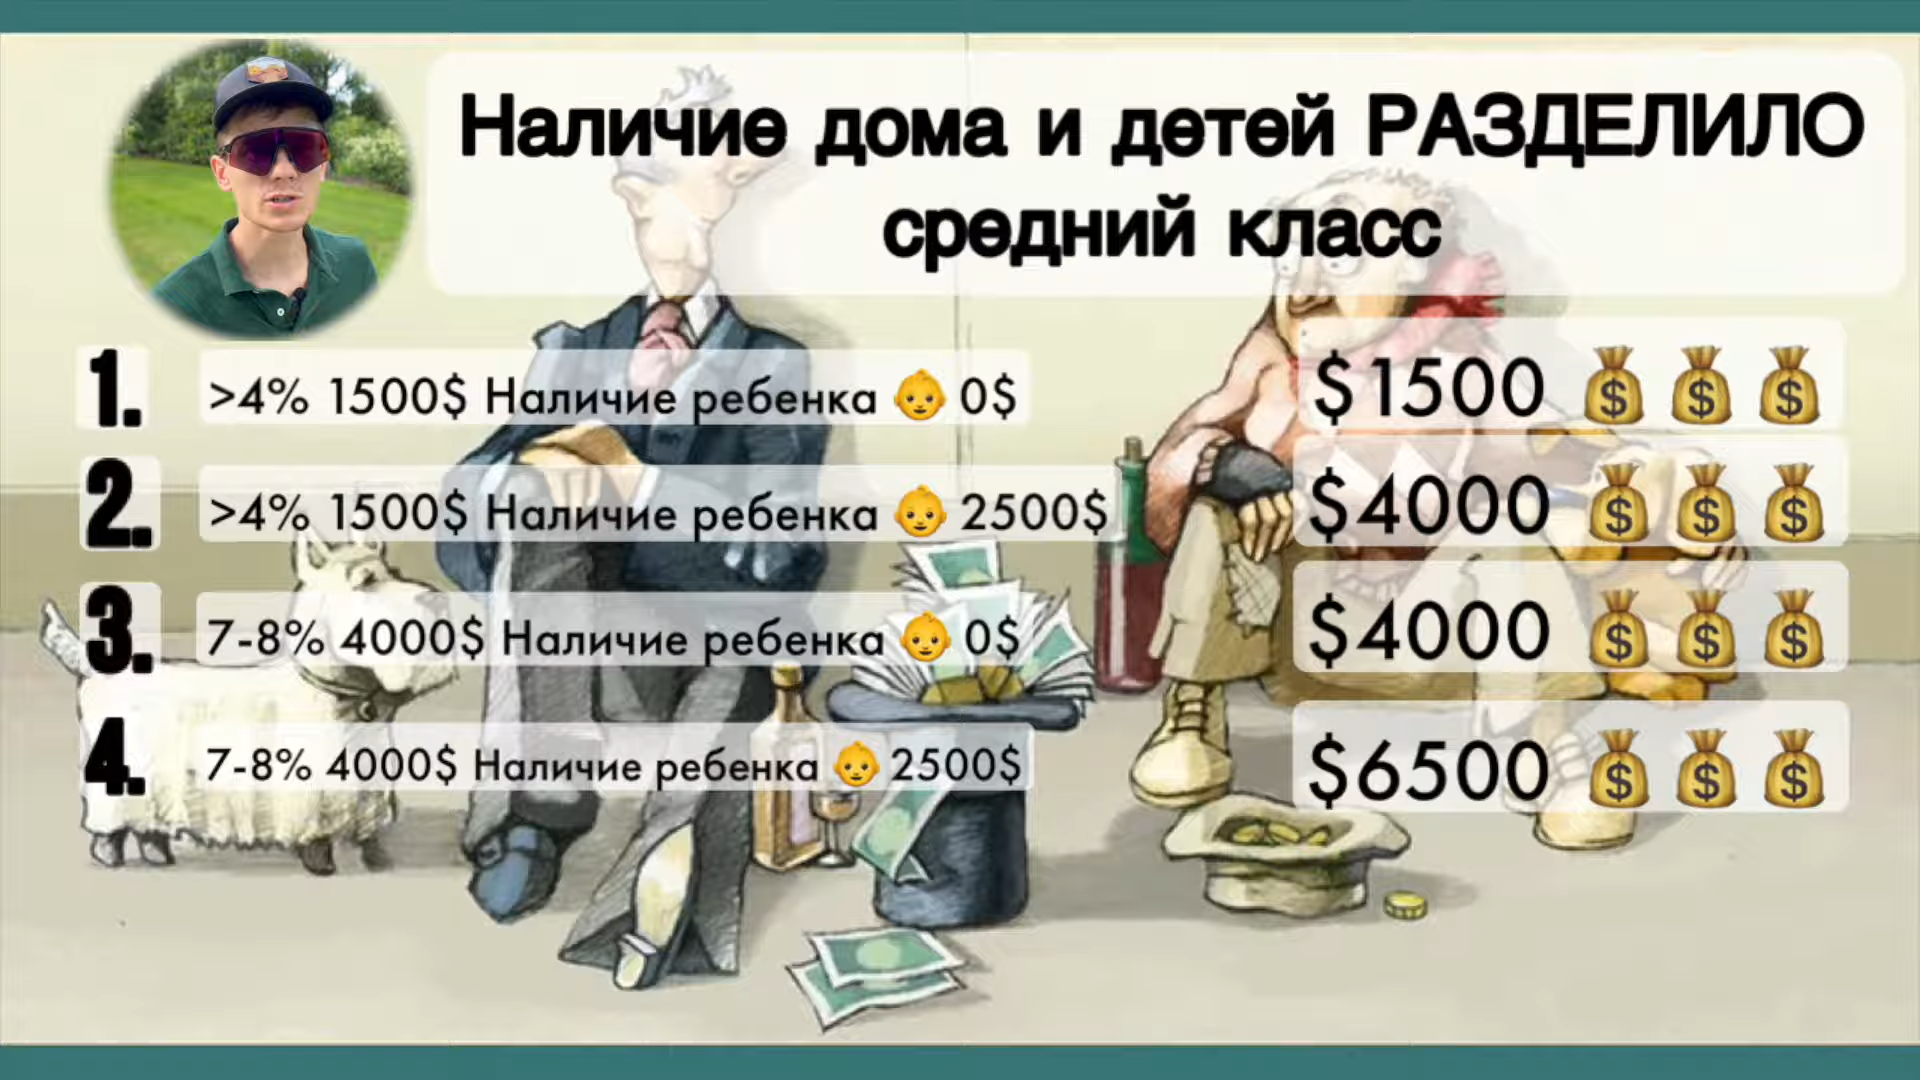 Наличие дома и детей РАЗДЕЛИЛО
средний класс
1. >4% 1500$ Наличие ребенка 👶 0$ $1500 💰💰💰
2. >4% 1500$ Наличие ребенка 👶 2500$ $4000 💰💰💰
3. 7-8% 4000$ Наличие ребенка 👶 0$ $4000 💰💰💰
4. 7-8% 4000$ Наличие ребенка 👶 2500$ $6500 💰💰💰